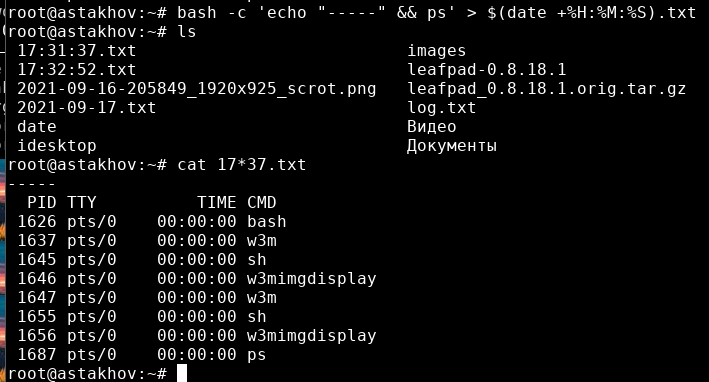 root@astakhov:~# bash -c 'echo "-----" && ps' > $(date +%H:%M:%S).txt
root@astakhov:~# ls
17:31:37.txt images
17:32:52.txt leafpad-0.8.18.1
2021-09-16-205849_1920x925_scrot.png leafpad_0.8.18.1.orig.tar.gz
2021-09-17.txt log.txt
date Видео
idesktop Документы
root@astakhov:~# cat 17*37.txt
-----
PID TTY TIME CMD
1626 pts/0 00:00:00 bash
1637 pts/0 00:00:00 w3m
1645 pts/0 00:00:00 sh
1646 pts/0 00:00:00 w3mimgdisplay
1647 pts/0 00:00:00 w3m
1655 pts/0 00:00:00 sh
1656 pts/0 00:00:00 w3mimgdisplay
1687 pts/0 00:00:00 ps
root@astakhov:~#